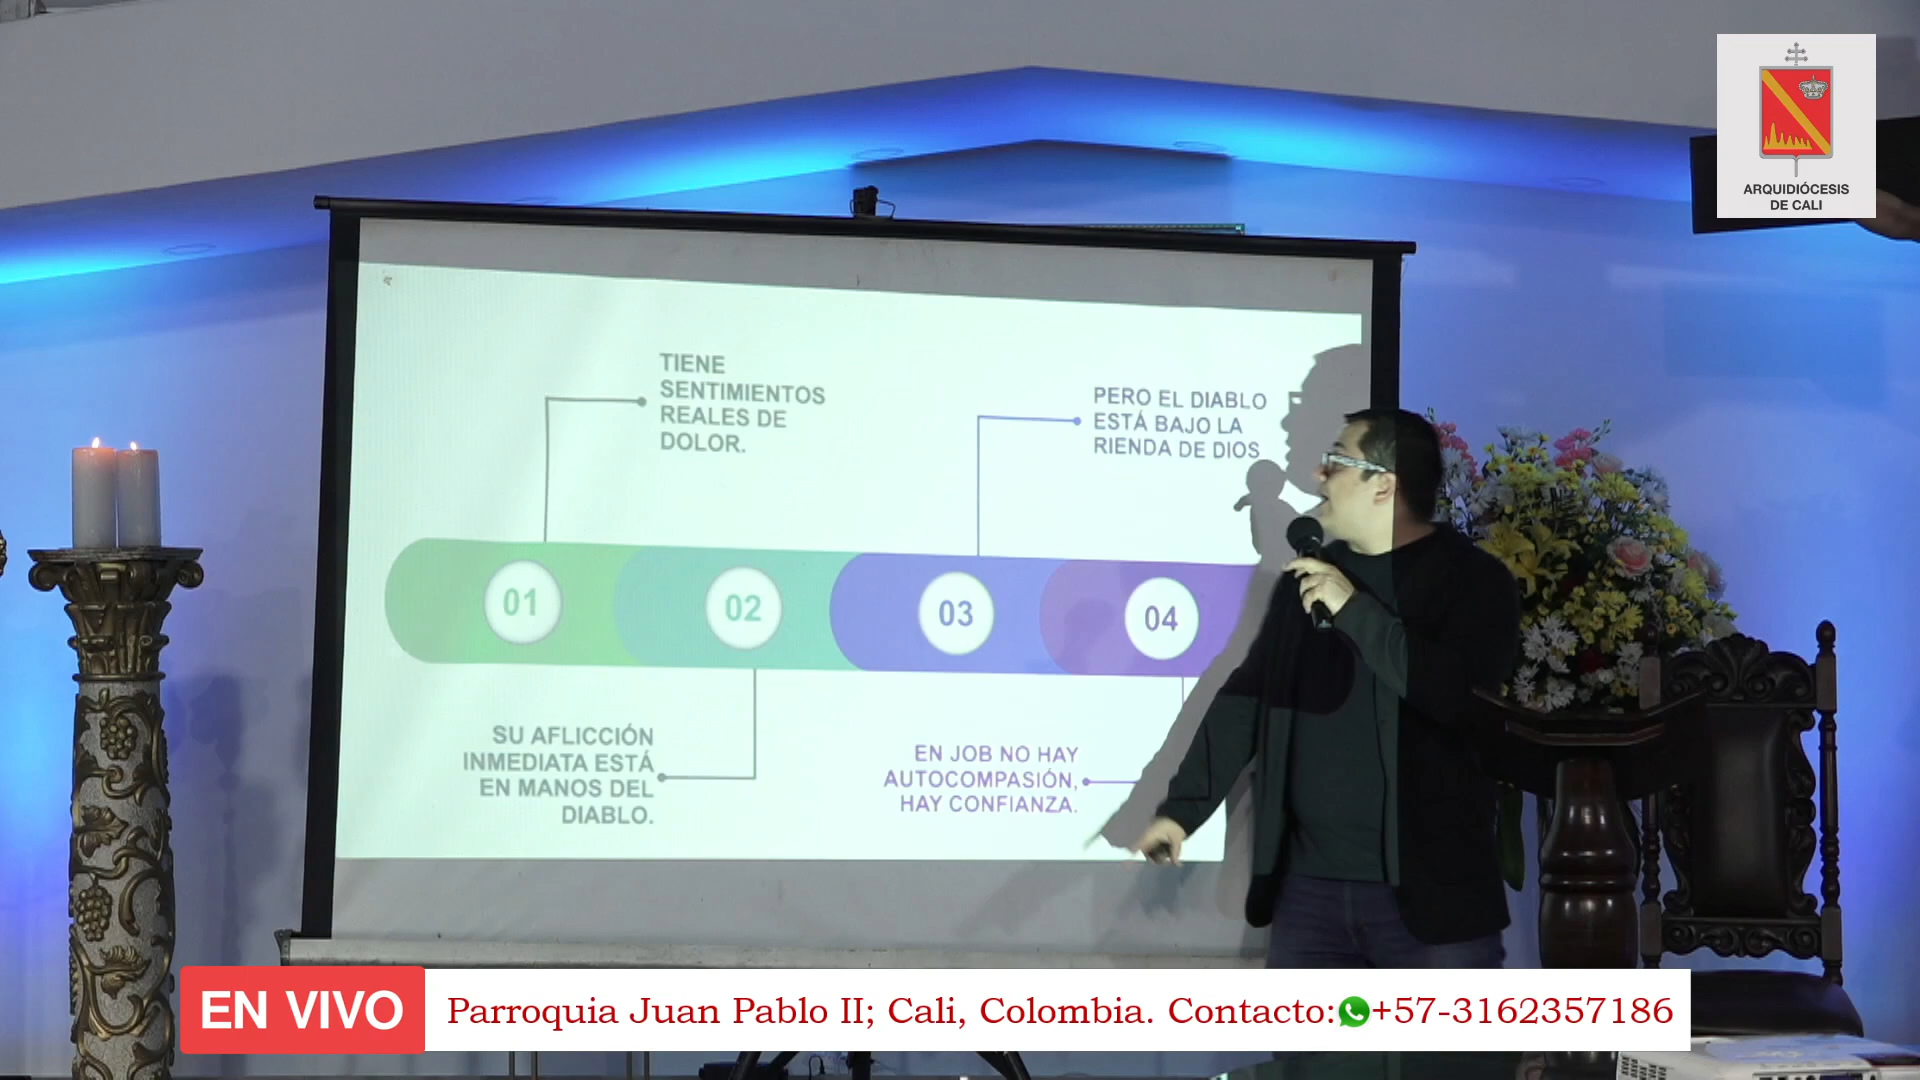 ARQUIDIÓCESIS
DE CALI
TIENE
SENTIMIENTOS
REALES DE
DOLOR.
PERO EL DIABLO
ESTÁ BAJO LA
RIENDA DE DIOS
01
02
03
04
SU AFLICCIÓN
INMEDIATA ESTÁ
EN MANOS DEL
DIABLO.
EN JOB NO HAY
AUTOCOMPASIÓN,
HAY CONFIANZA.
EN VIVO
Parroquia Juan Pablo II; Cali, Colombia. Contacto:+57-3162357186